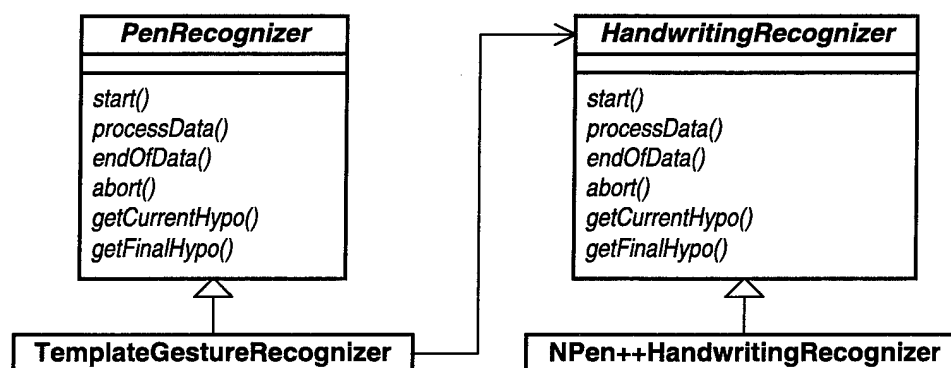 PenRecognizer
start()
processData()
endOfData()
abort()
getCurrentHypo()
getFinalHypo()
TemplateGestureRecognizer
HandwritingRecognizer
start()
processData()
endOfData()
abort()
getCurrentHypo()
getFinalHypo()
NPen++HandwritingRecognizer